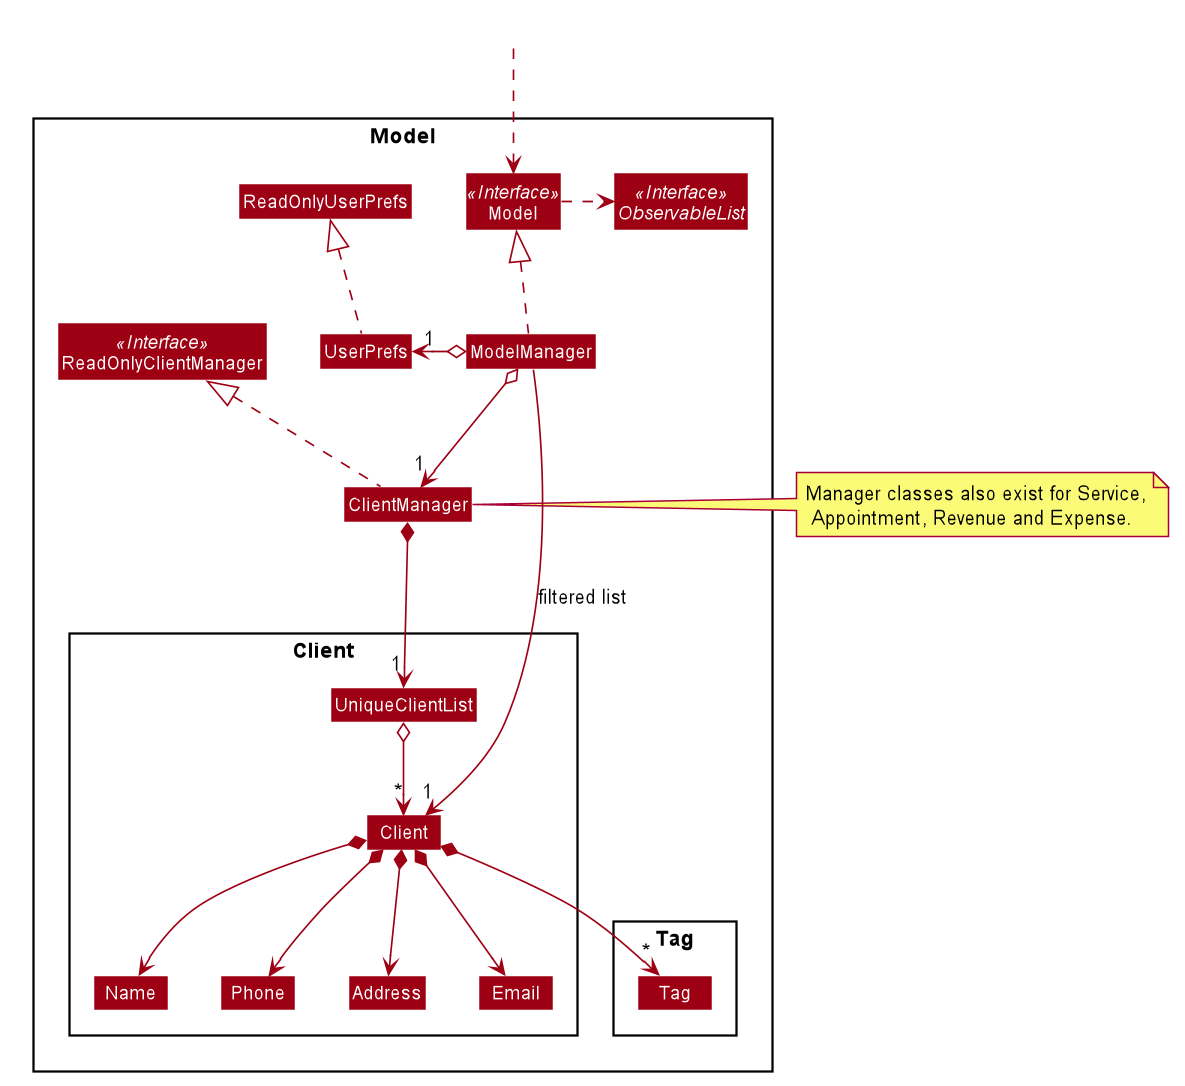 Model
«Interface»
Model
«Interface»
ObservableList
ReadOnlyUserPrefs
«Interface»
ReadOnlyClientManager
UserPrefs
1
ModelManager
1
ClientManager
Manager classes also exist for Service,
Appointment, Revenue and Expense.
filtered list
Client
1
UniqueClientList
*
1
Client
Tag
*
Name
Phone
Address
Email
Tag